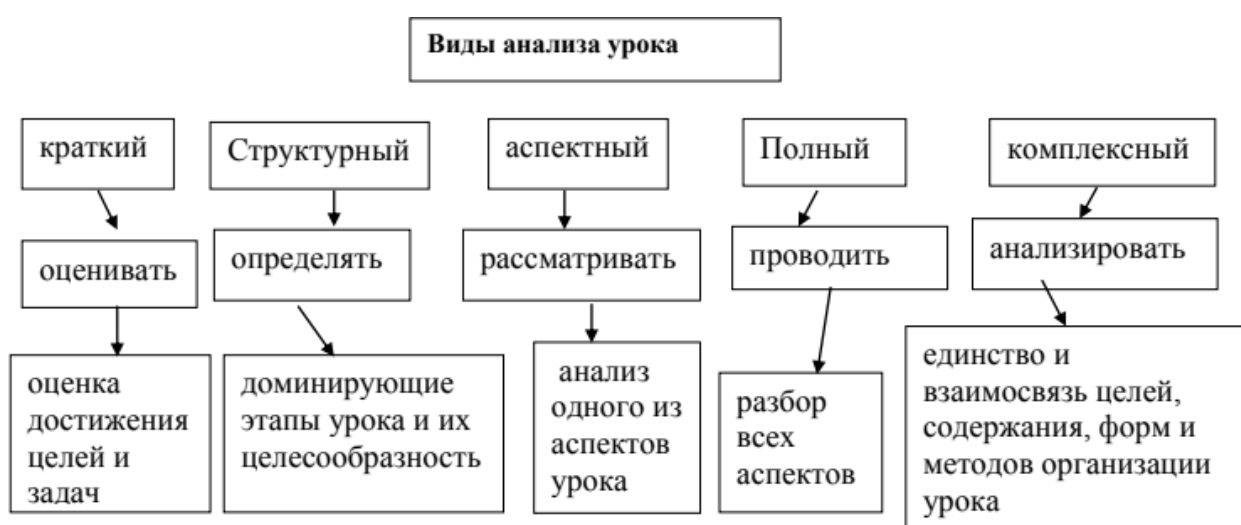 Виды анализа урока
краткий
Структурный
аспектный
Полный
комплексный
оценивать
определять
рассматривать
проводить
анализировать
оценка
достижения
целей и
задач
доминирующие
этапы урока и их
целесообразность
анализ
одного из
аспектов
урока
разбор
всех
аспектов
единство и
взаимосвязь целей,
содержания, форм и
методов организации
урока